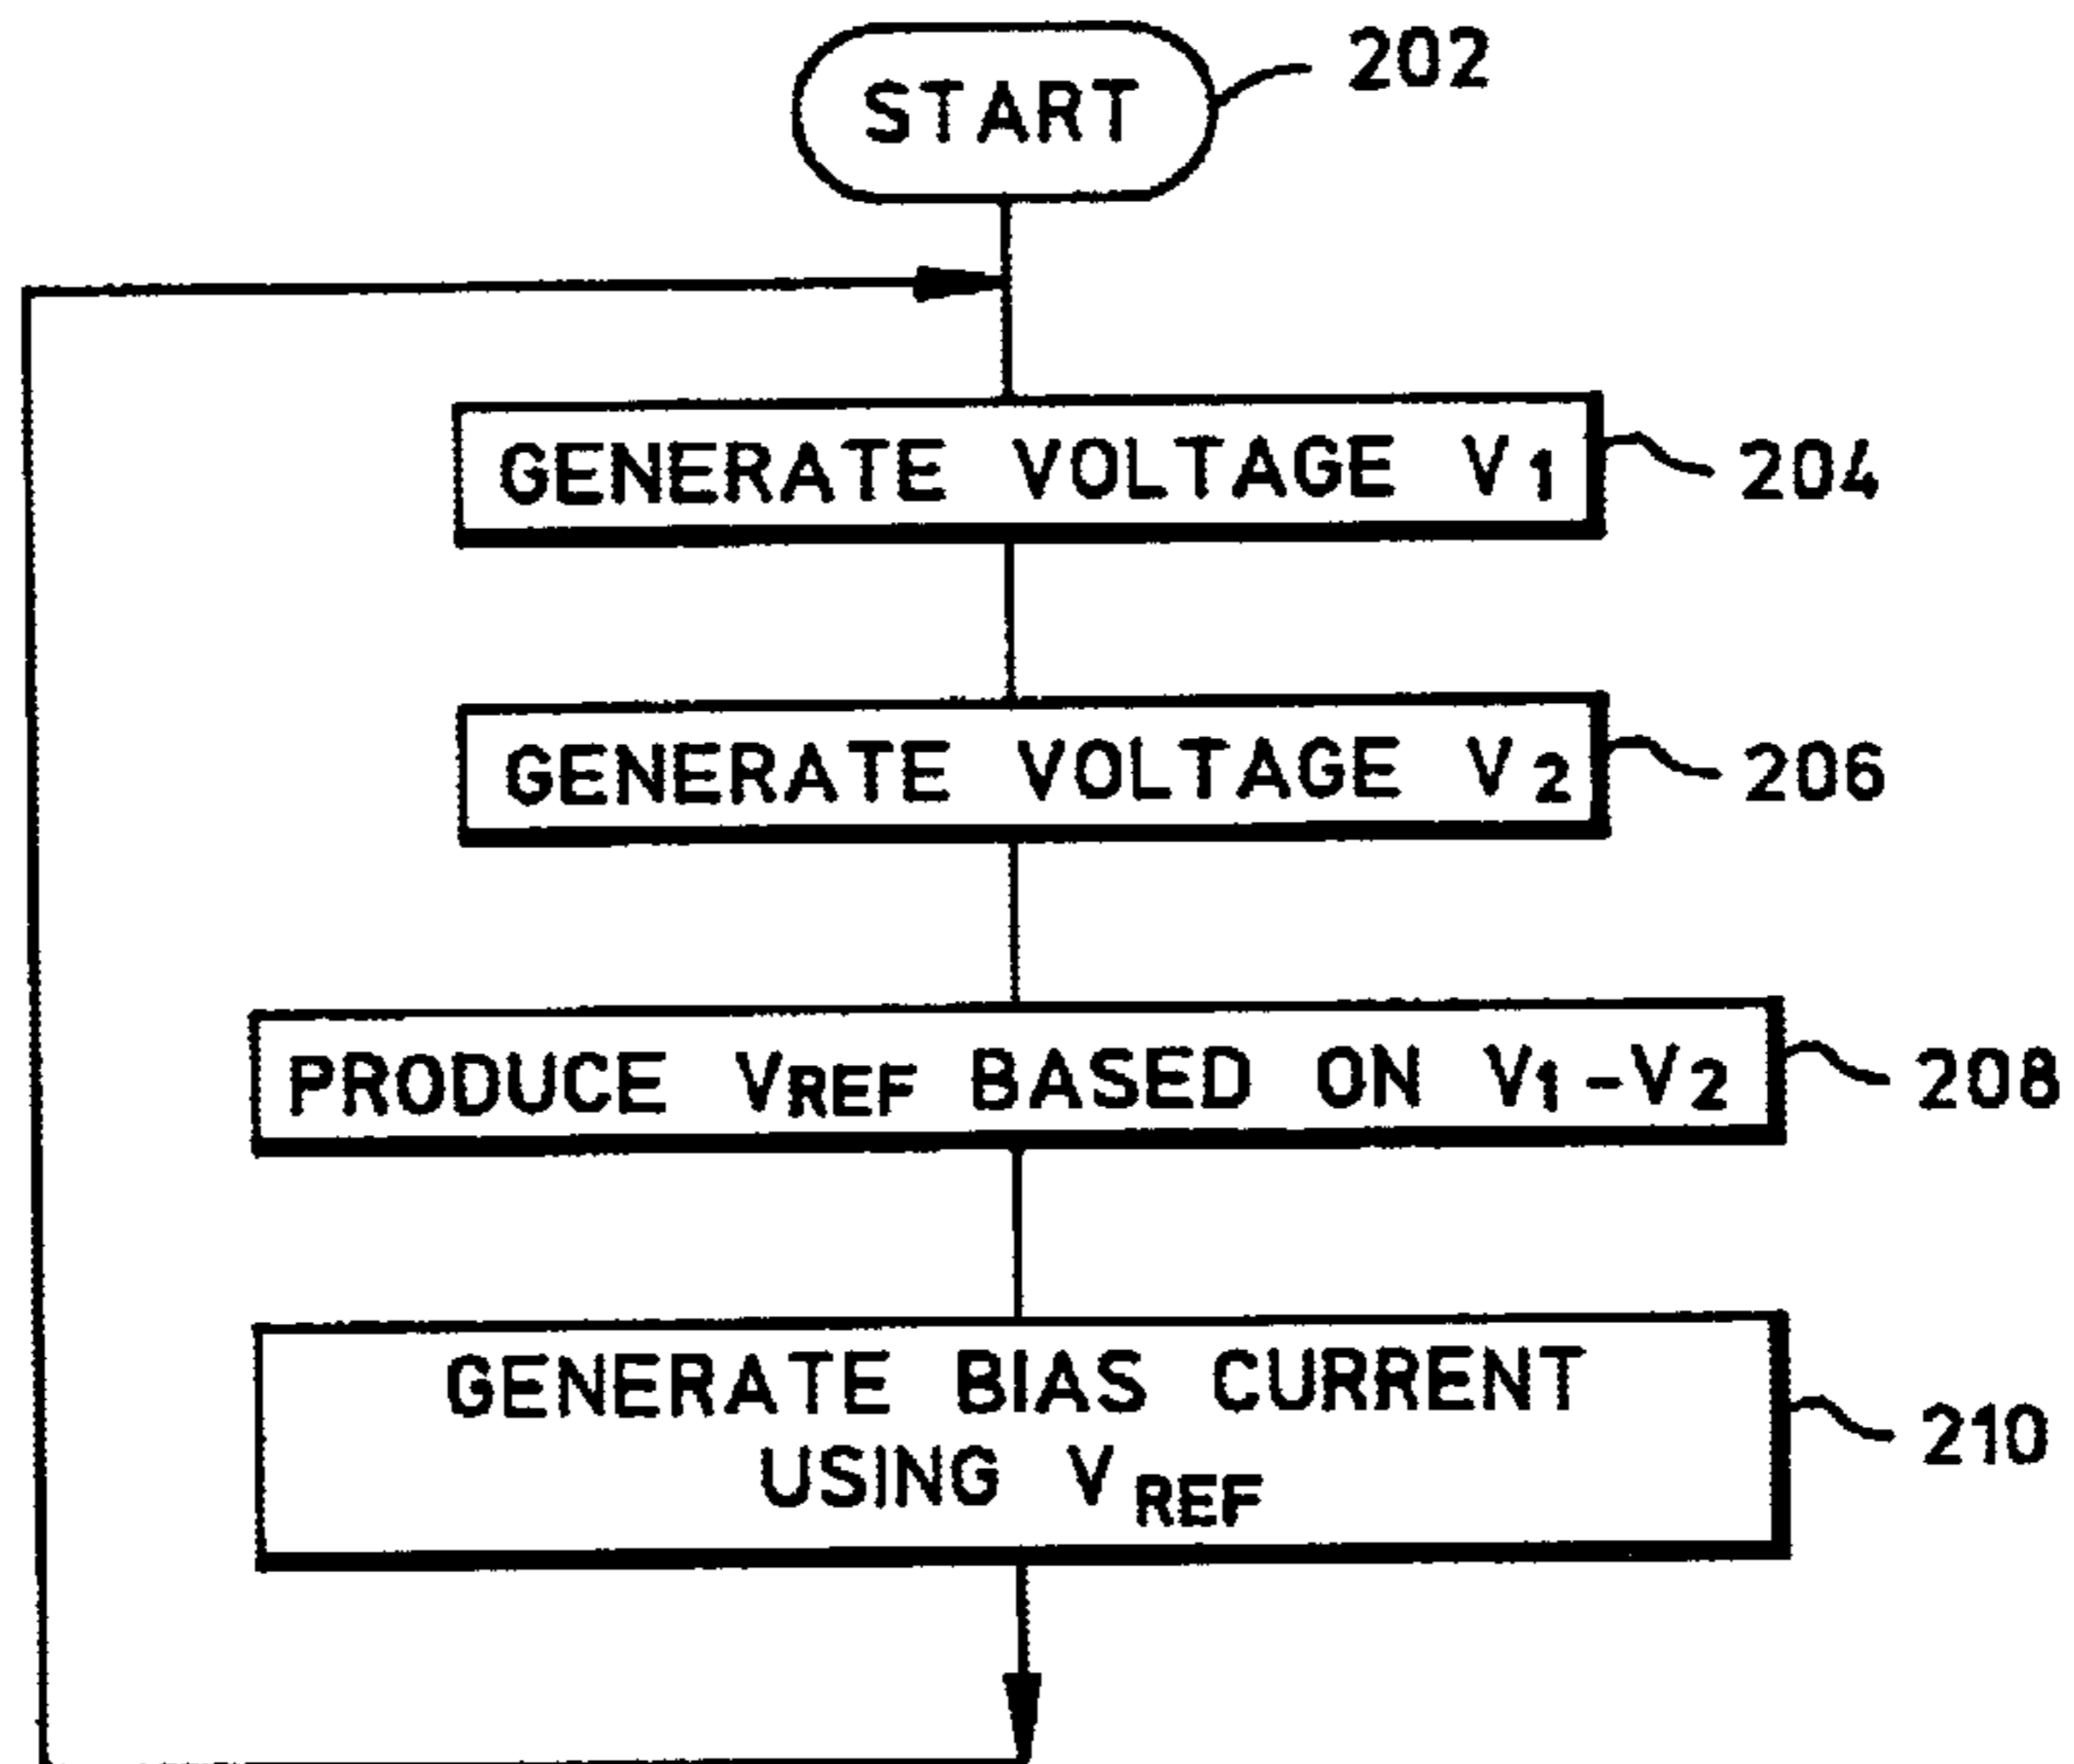 START 202
GENERATE VOLTAGE V1 204
GENERATE VOLTAGE V2 206
PRODUCE VREF BASED ON V1-V2 208
GENERATE BIAS CURRENT
USING VREF
210